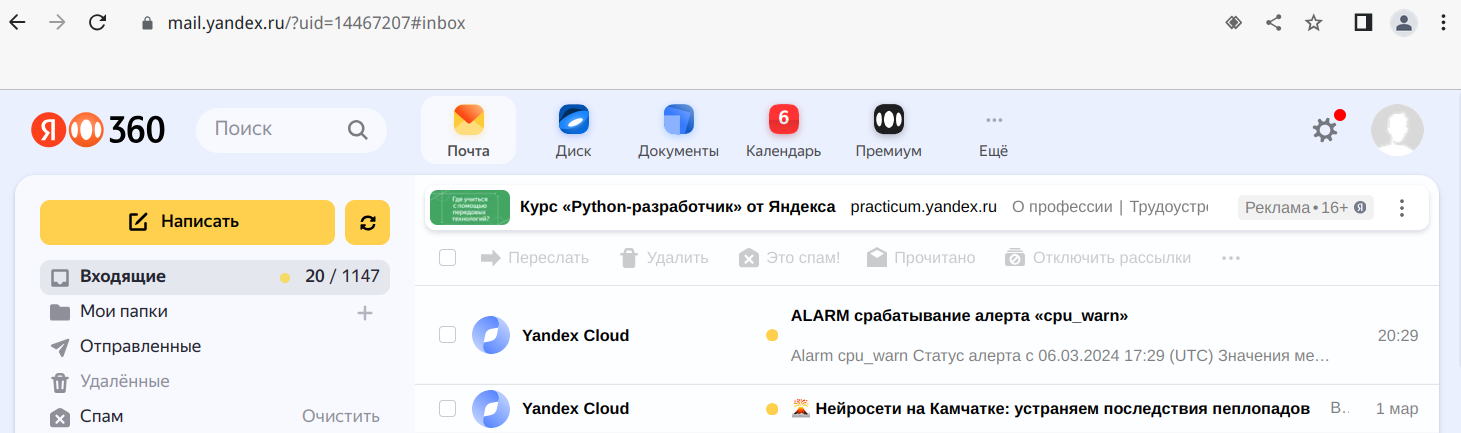 mail.yandex.ru/?uid=14467207#inbox
Я 360
Поиск
Почта
Диск
Документы
6
Календарь
Премиум
Ещё
Написать
Входящие 20 / 1147
Мои папки
Отправленные
Удалённые
Спам Очистить
Где учиться
с помощью
передовых
технологий?
Курс «Python-разработчик» от Яндекса practicum.yandex.ru О профессии | Трудоустро
Реклама • 16+ Я
Переслать Удалить Это спам! Прочитано Отключить рассылки
Yandex Cloud
ALARM срабатывание алерта «cpu_warn»
Alarm cpu_warn Статус алерта с 06.03.2024 17:29 (UTC) Значения ме…
20:29
Yandex Cloud
🌋 Нейросети на Камчатке: устраняем последствия пеплопадов В… 1 мар